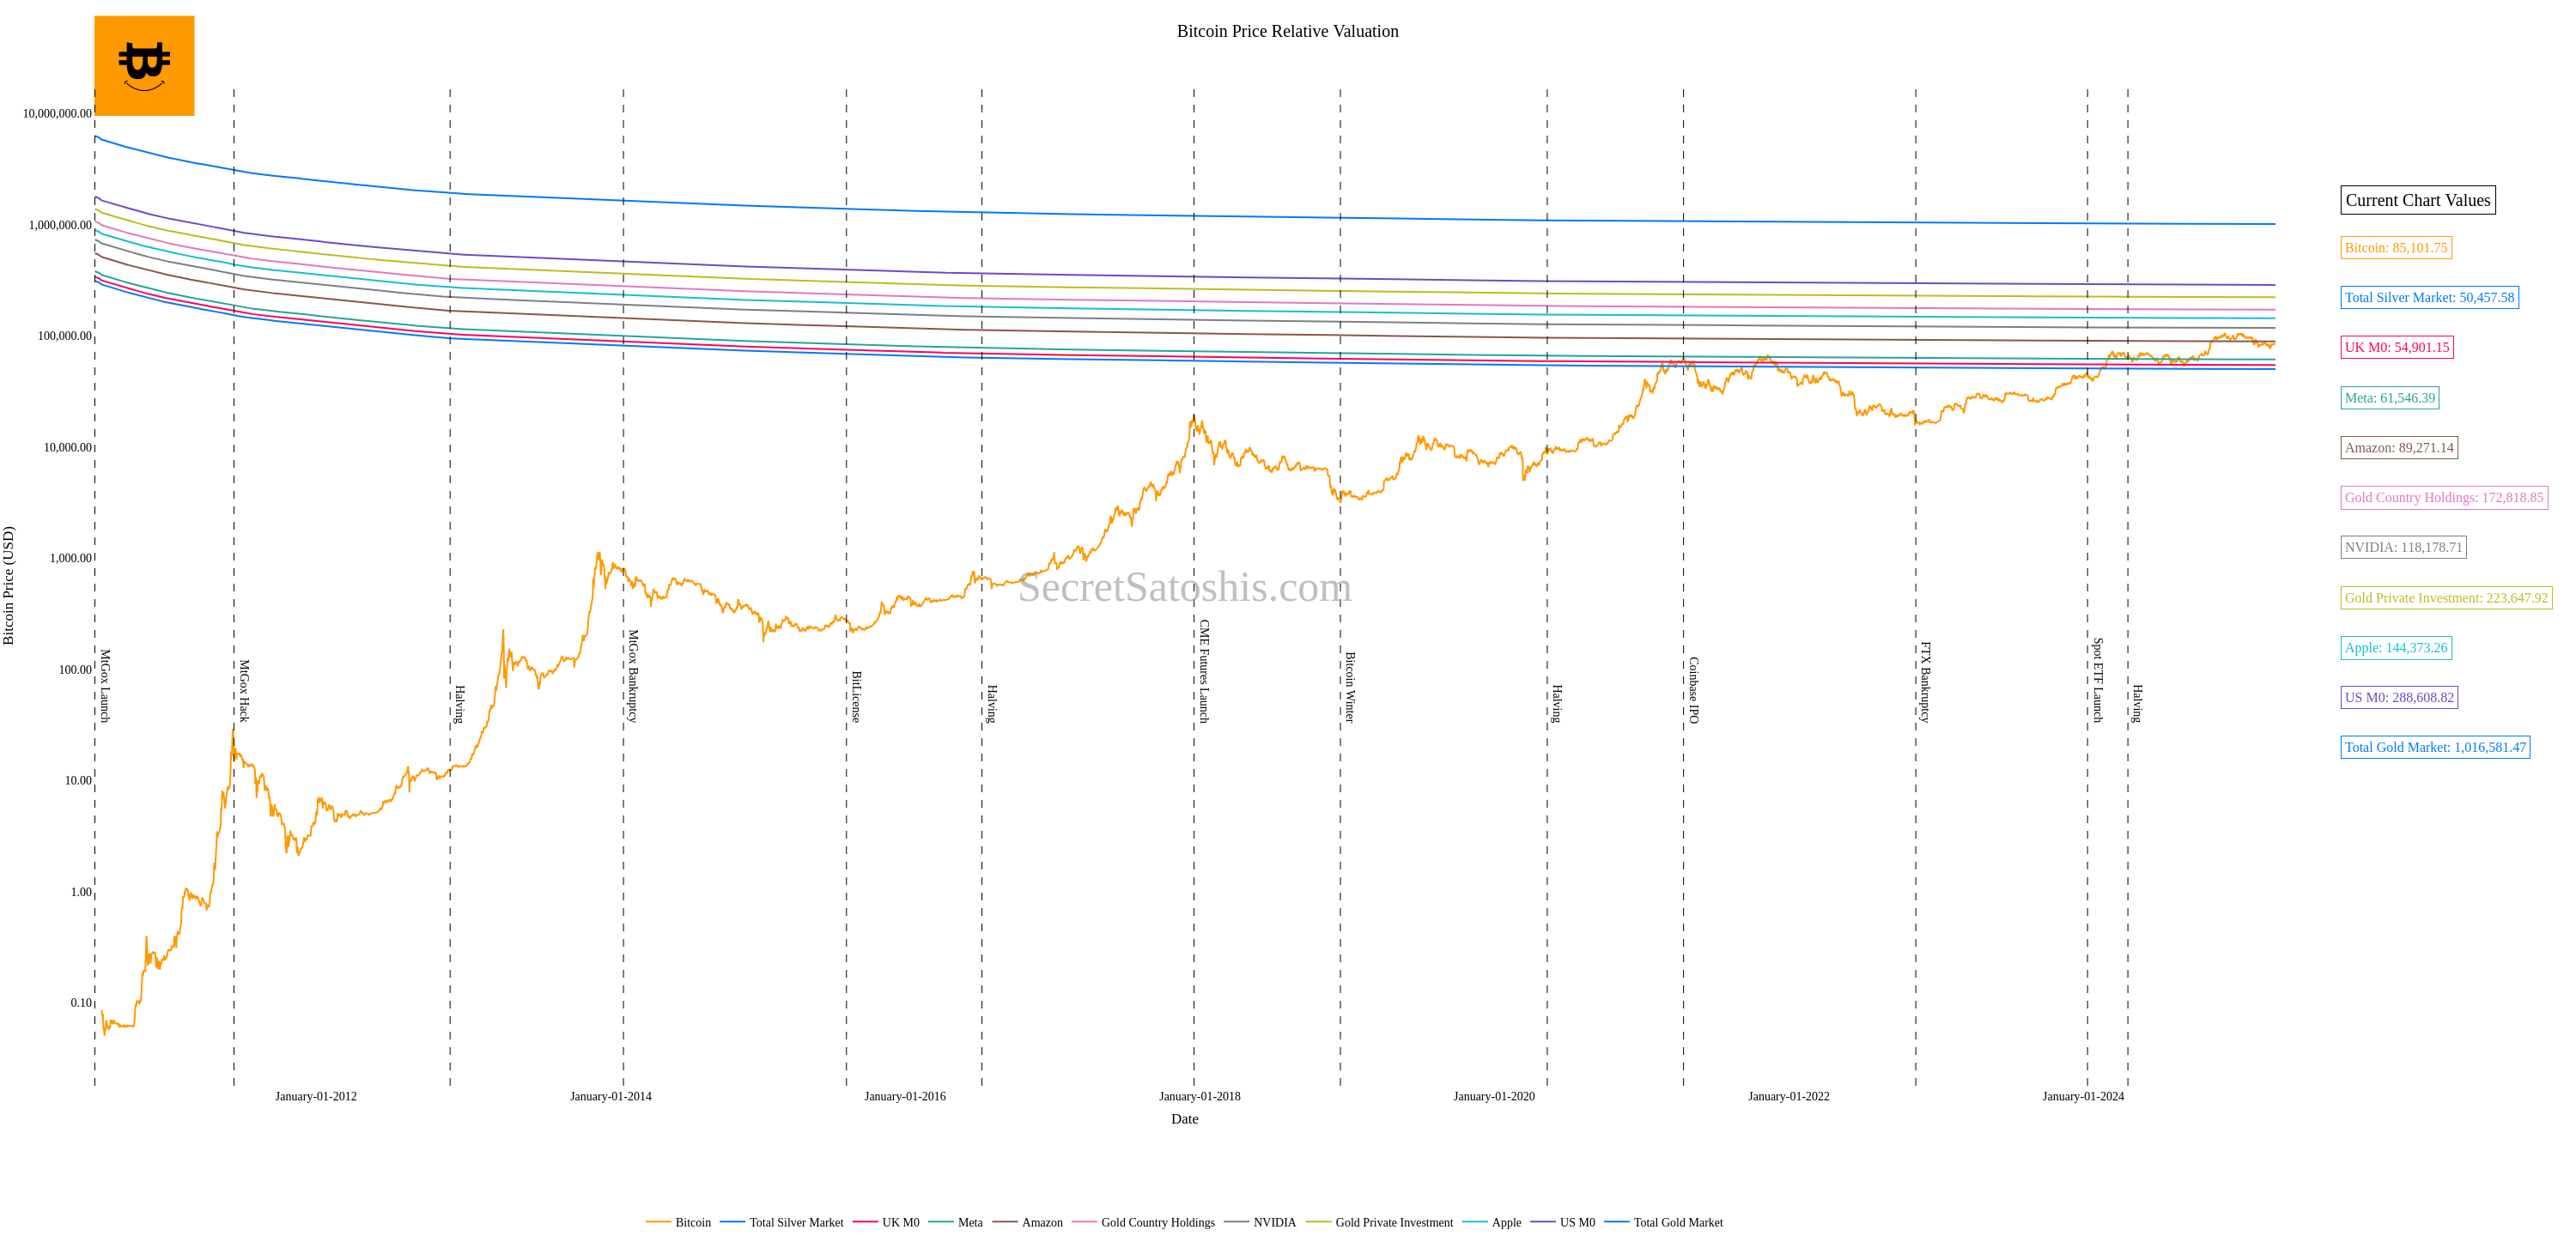 Bitcoin Price Relative Valuation
10,000,000.00
1,000,000.00
100,000.00
10,000.00
1,000.00
100.00
10.00
1.00
0.10
Bitcoin Price (USD)
MtGox Launch
MtGox Hack
Halving
MtGox Bankruptcy
BitLicense
Halving
CME Futures Launch
Bitcoin Winter
Halving
Coinbase IPO
FTX Bankruptcy
Spot ETF Launch
Halving
SecretSatoshis.com
January-01-2012
January-01-2014
January-01-2016
January-01-2018
January-01-2020
January-01-2022
January-01-2024
Date
Current Chart Values
Bitcoin: 85,101.75
Total Silver Market: 50,457.58
UK M0: 54,901.15
Meta: 61,546.39
Amazon: 89,271.14
Gold Country Holdings: 172,818.85
NVIDIA: 118,178.71
Gold Private Investment: 223,647.92
Apple: 144,373.26
US M0: 288,608.82
Total Gold Market: 1,016,581.47
Bitcoin
Total Silver Market
UK M0
Meta
Amazon
Gold Country Holdings
NVIDIA
Gold Private Investment
Apple
US M0
Total Gold Market